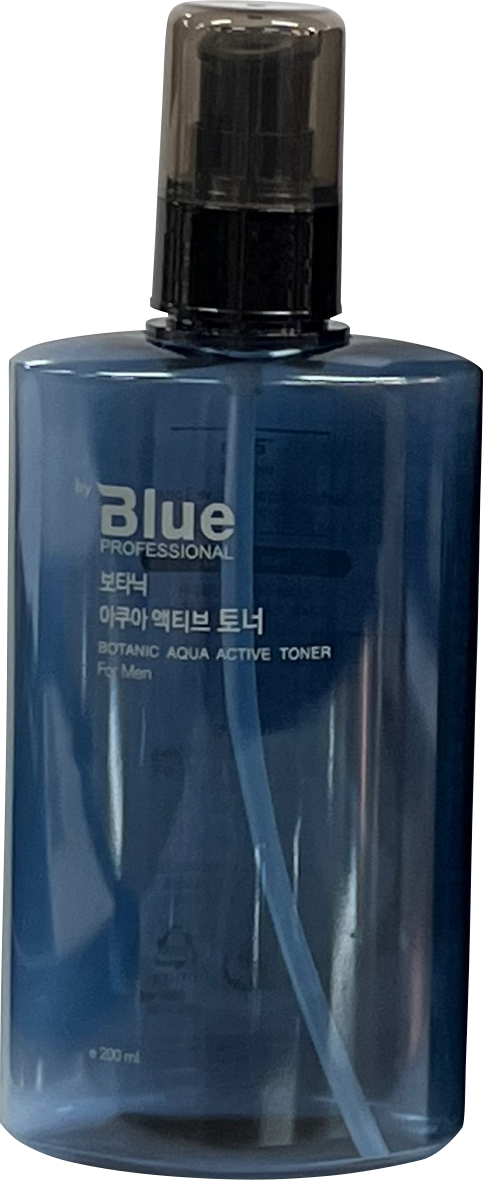 by Blue
PROFESSIONAL
보타닉
아쿠아 액티브 토너
BOTANIC AQUA ACTIVE TONER
For Men
e 200 ml